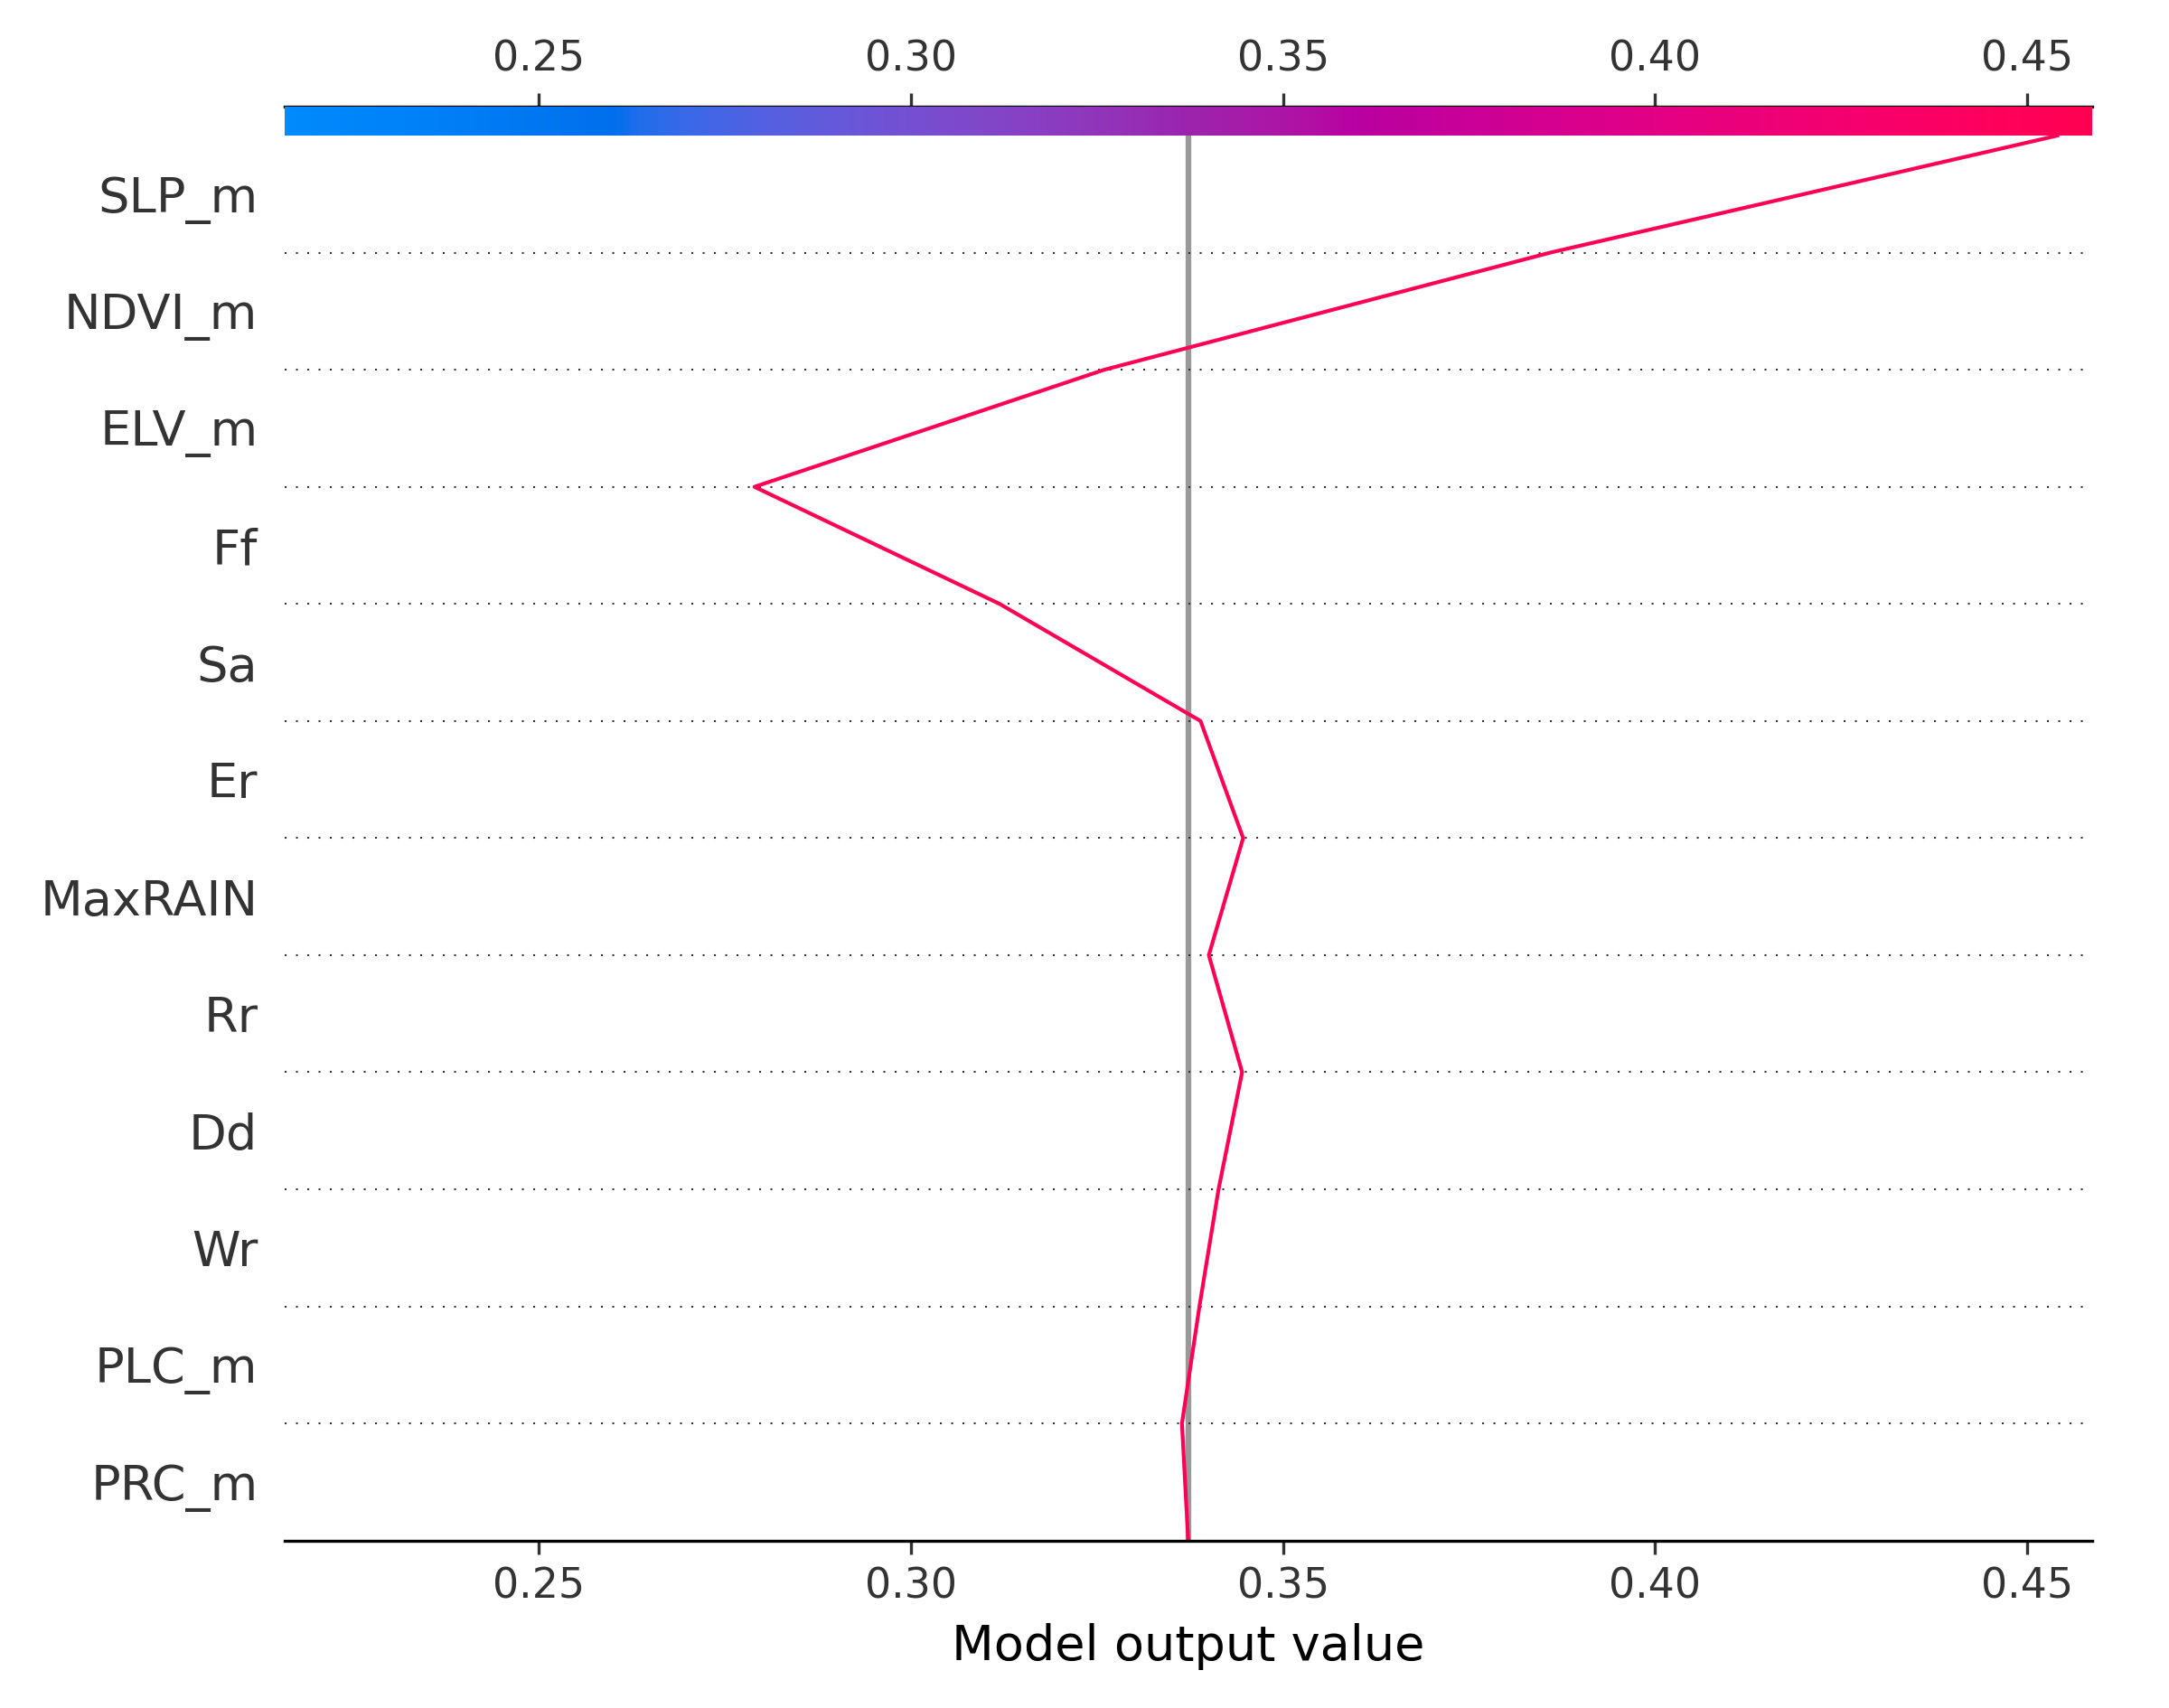 0.25 0.30 0.35 0.40 0.45
SLP_m
NDVI_m
ELV_m
Ff
Sa
Er
MaxRAIN
Rr
Dd
Wr
PLC_m
PRC_m
0.25 0.30 0.35 0.40 0.45
Model output value